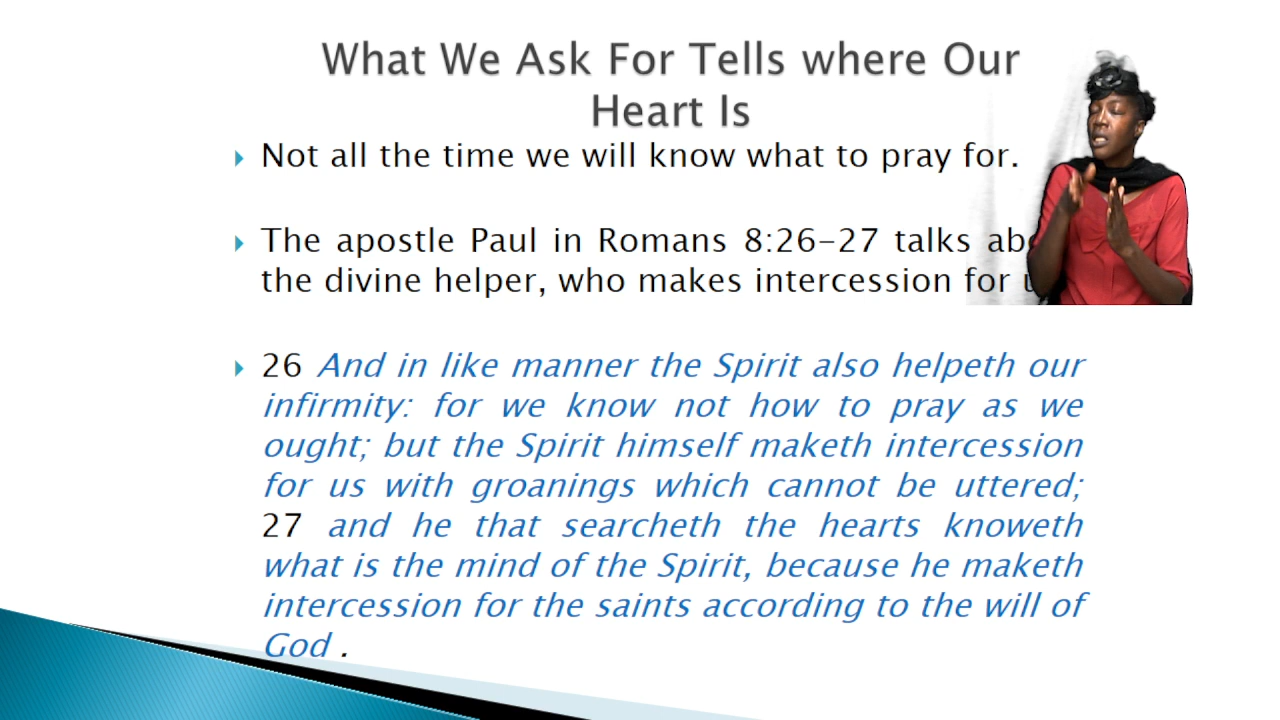 What We Ask For Tells where Our
Heart Is
Not all the time we will know what to pray for.
The apostle Paul in Romans 8:26-27 talks
the divine helper, who makes intercession for
26 And in like manner the Spirit also helpeth our
infirmity: for we know not how to pray as we
ought; but the Spirit himself maketh intercession
for us with groanings which cannot be uttered;
27 and he that searcheth the hearts knoweth
what is the mind of the Spirit, because he maketh
intercession for the saints according to the will of
God .